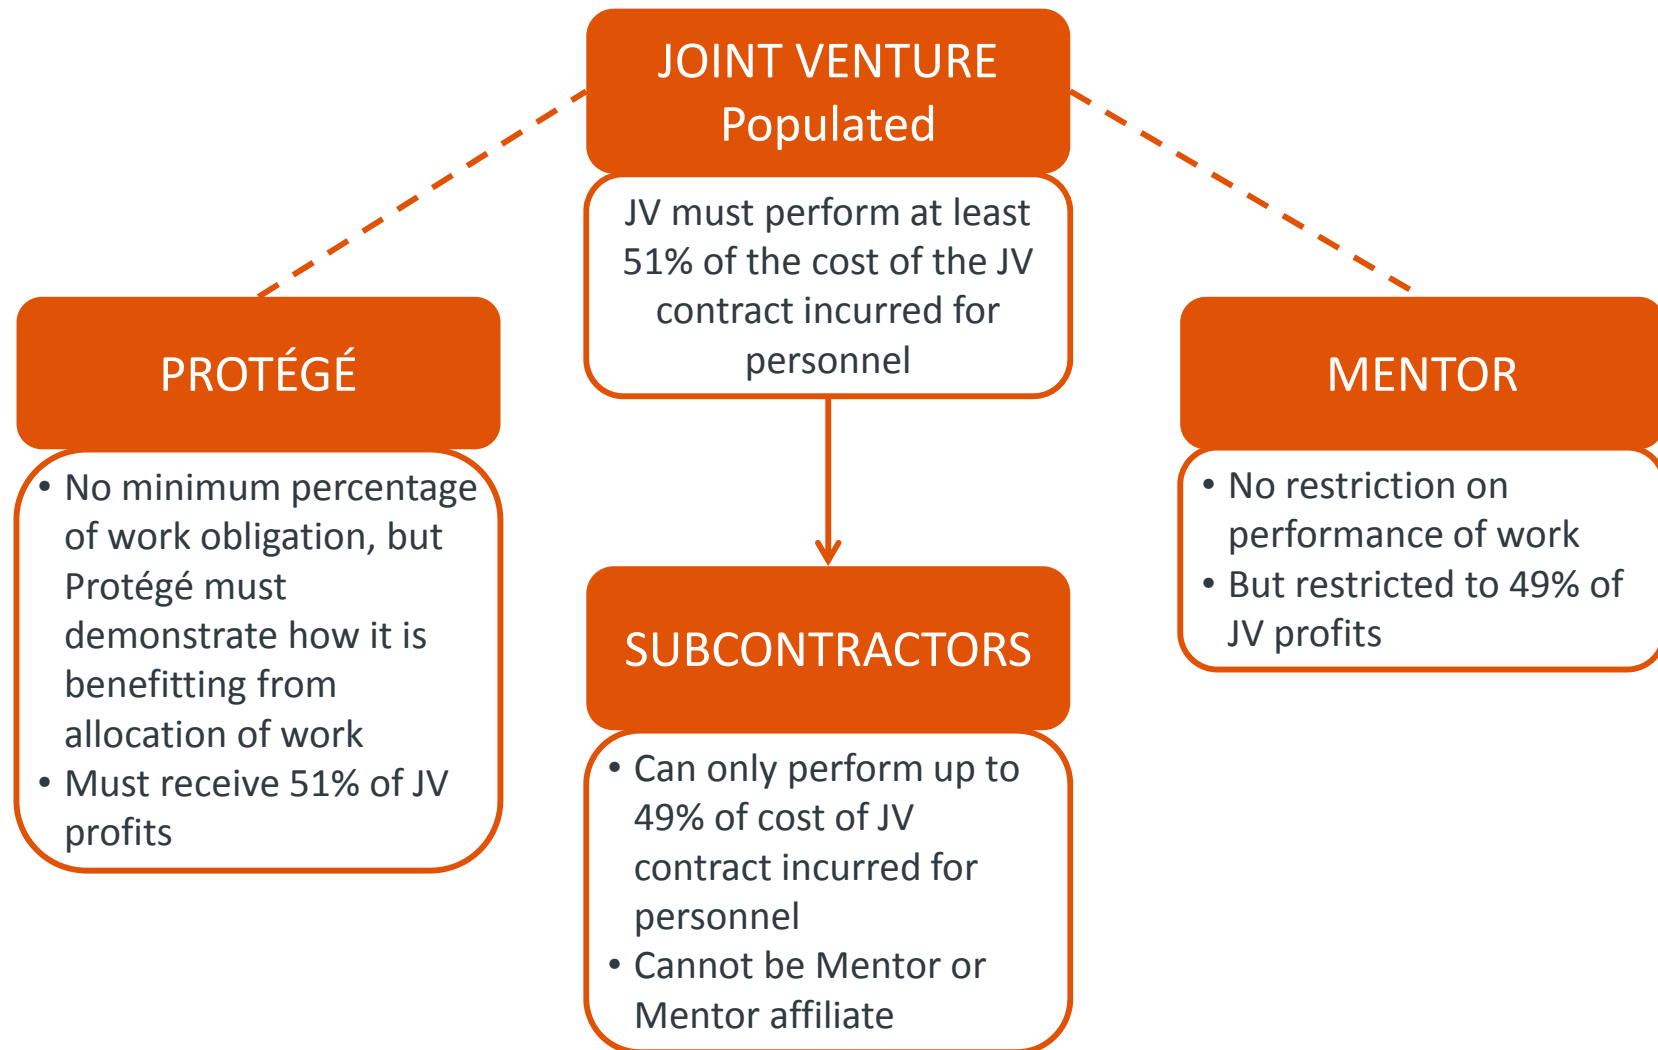 JOINT VENTURE
Populated
JV must perform at least
51% of the cost of the JV
contract incurred for
personnel
PROTÉGÉ
• No minimum percentage
of work obligation, but
Protégé must
demonstrate how it is
benefitting from
allocation of work
• Must receive 51% of JV
profits
MENTOR
• No restriction on
performance of work
• But restricted to 49% of
JV profits
SUBCONTRACTORS
• Can only perform up to
49% of cost of JV
contract incurred for
personnel
• Cannot be Mentor or
Mentor affiliate